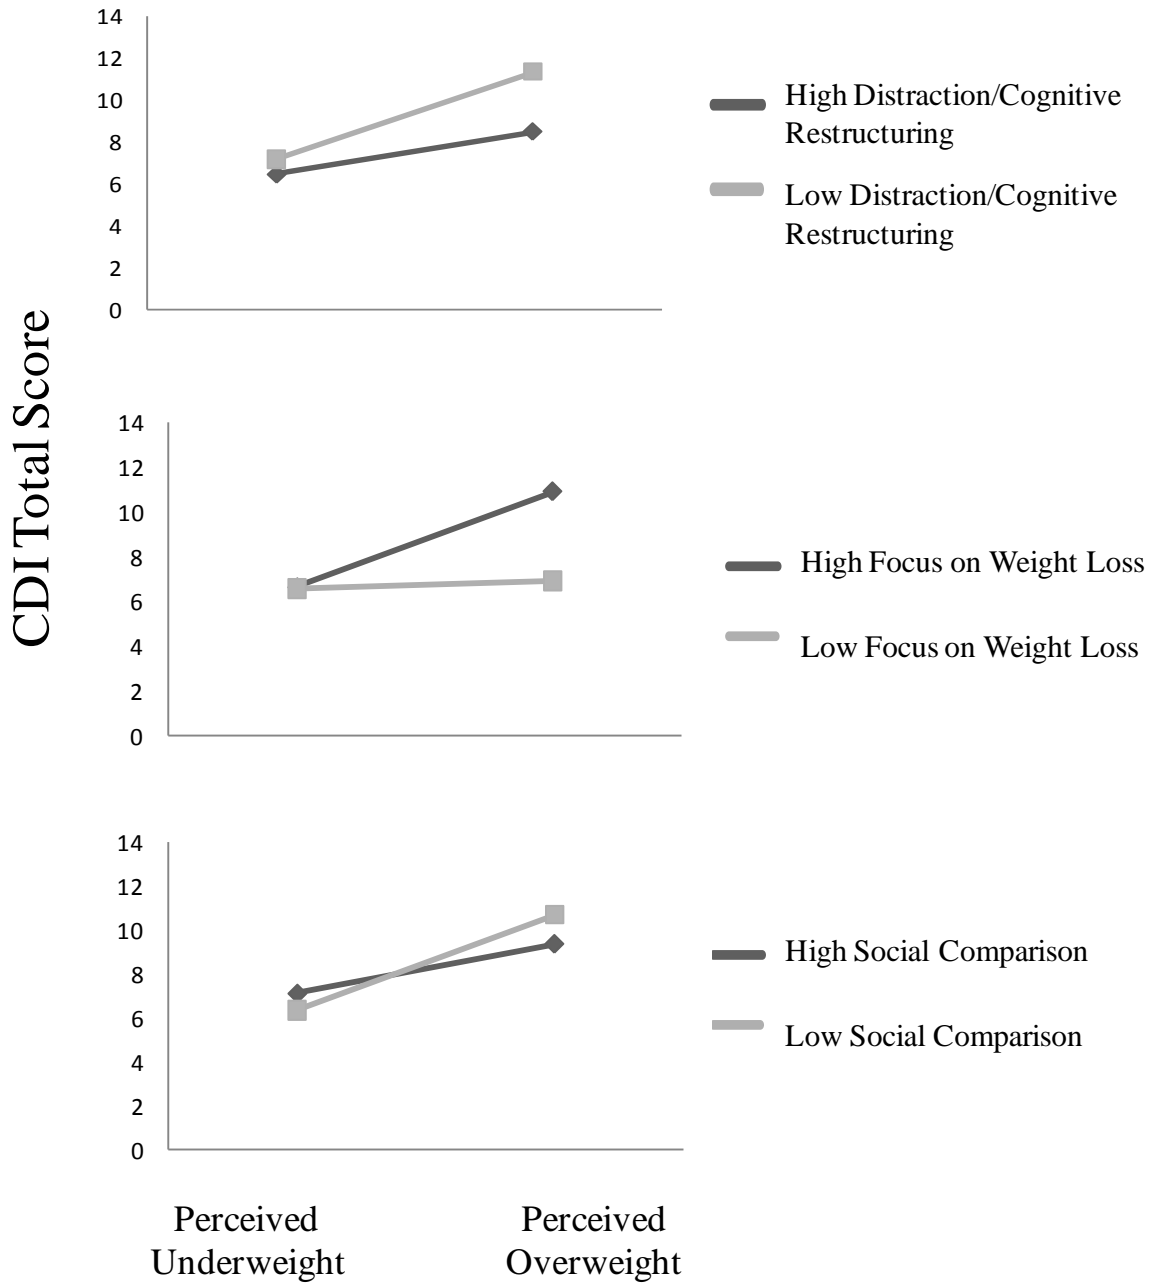 CDI Total Score
14
12
10
8
6
4
2
0
High Distraction/Cognitive
Restructuring
Low Distraction/Cognitive
Restructuring
14
12
10
8
6
4
2
0
High Focus on Weight Loss
Low Focus on Weight Loss
14
12
10
8
6
4
2
0
High Social Comparison
Low Social Comparison
Perceived
Underweight
Perceived
Overweight